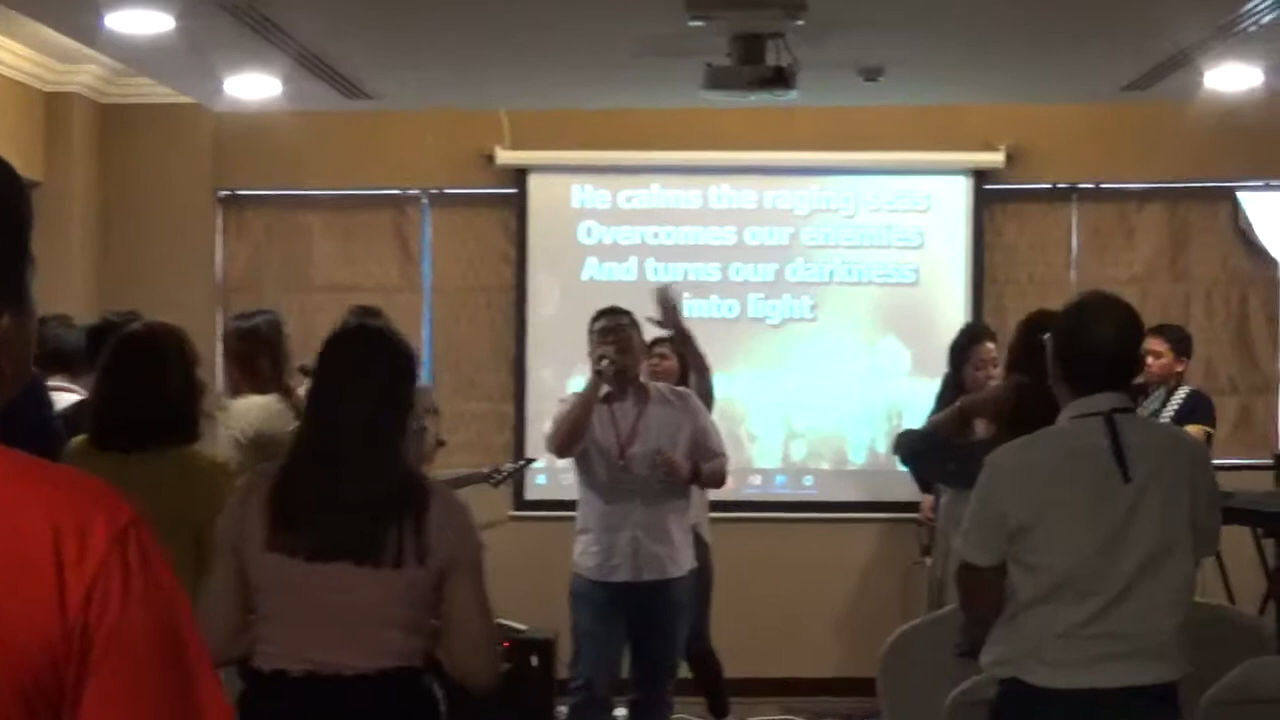 He calms the raging seas
Overcomes our enemies
And turns our darkness
into light